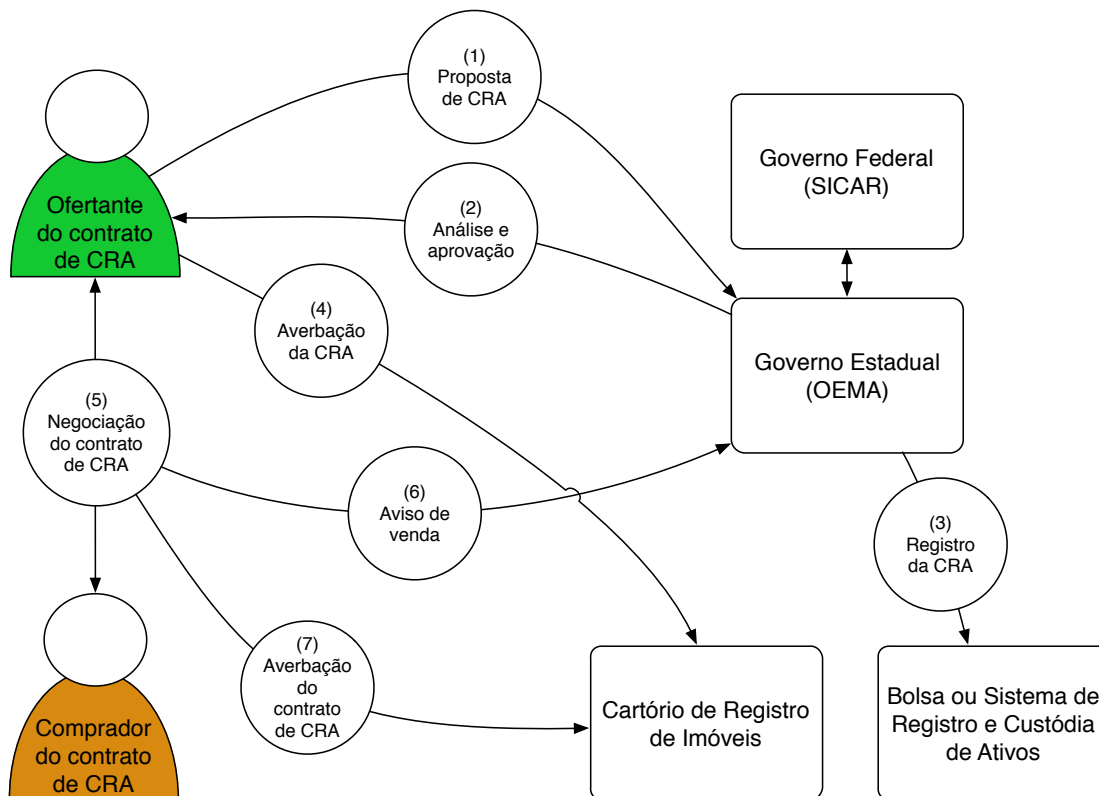 (1)
Proposta
de CRA
Governo Federal
(SICAR)
Ofertante
do contrato
de CRA
(2)
Análise e
aprovação
(4)
Averbação
da CRA
Governo Estadual
(OEMA)
(5)
Negociação
do contrato
de CRA
(6)
Aviso de
venda
(3)
Registro
da CRA
(7)
Averbação
do
contrato
de CRA
Cartório de Registro
de Imóveis
Bolsa ou Sistema de
Registro e Custódia
de Ativos
Comprador
do contrato
de CRA